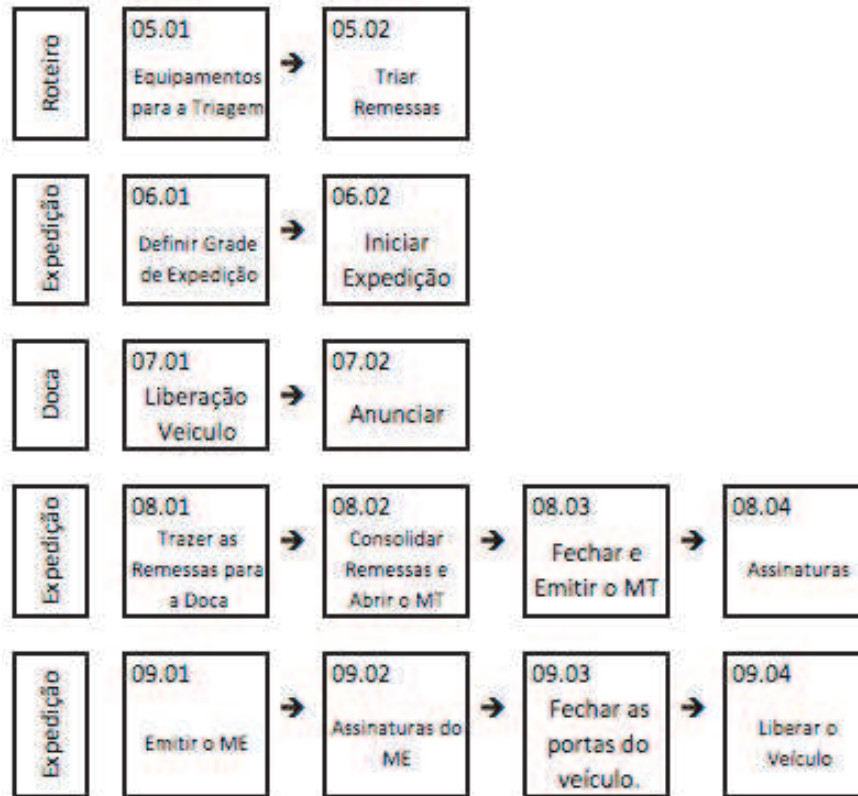 Roteiro
05.01
Equipamentos
para a Triagem
05.02
Triar
Remessas
Expedição
06.01
Definir Grade
de Expedição
06.02
Iniciar
Expedição
Doca
07.01
Liberação
Veiculo
07.02
Anunciar
Expedição
08.01
Trazer as
Remessas para
a Doca
08.02
Consolidar
Remessas e
Abrir o MT
08.03
Fechar e
Emitir o MT
08.04
Assinaturas
Expedição
09.01
Emitir o ME
09.02
Assinaturas do
ME
09.03
Fechar as
portas do
veículo.
09.04
Liberar o
Veículo